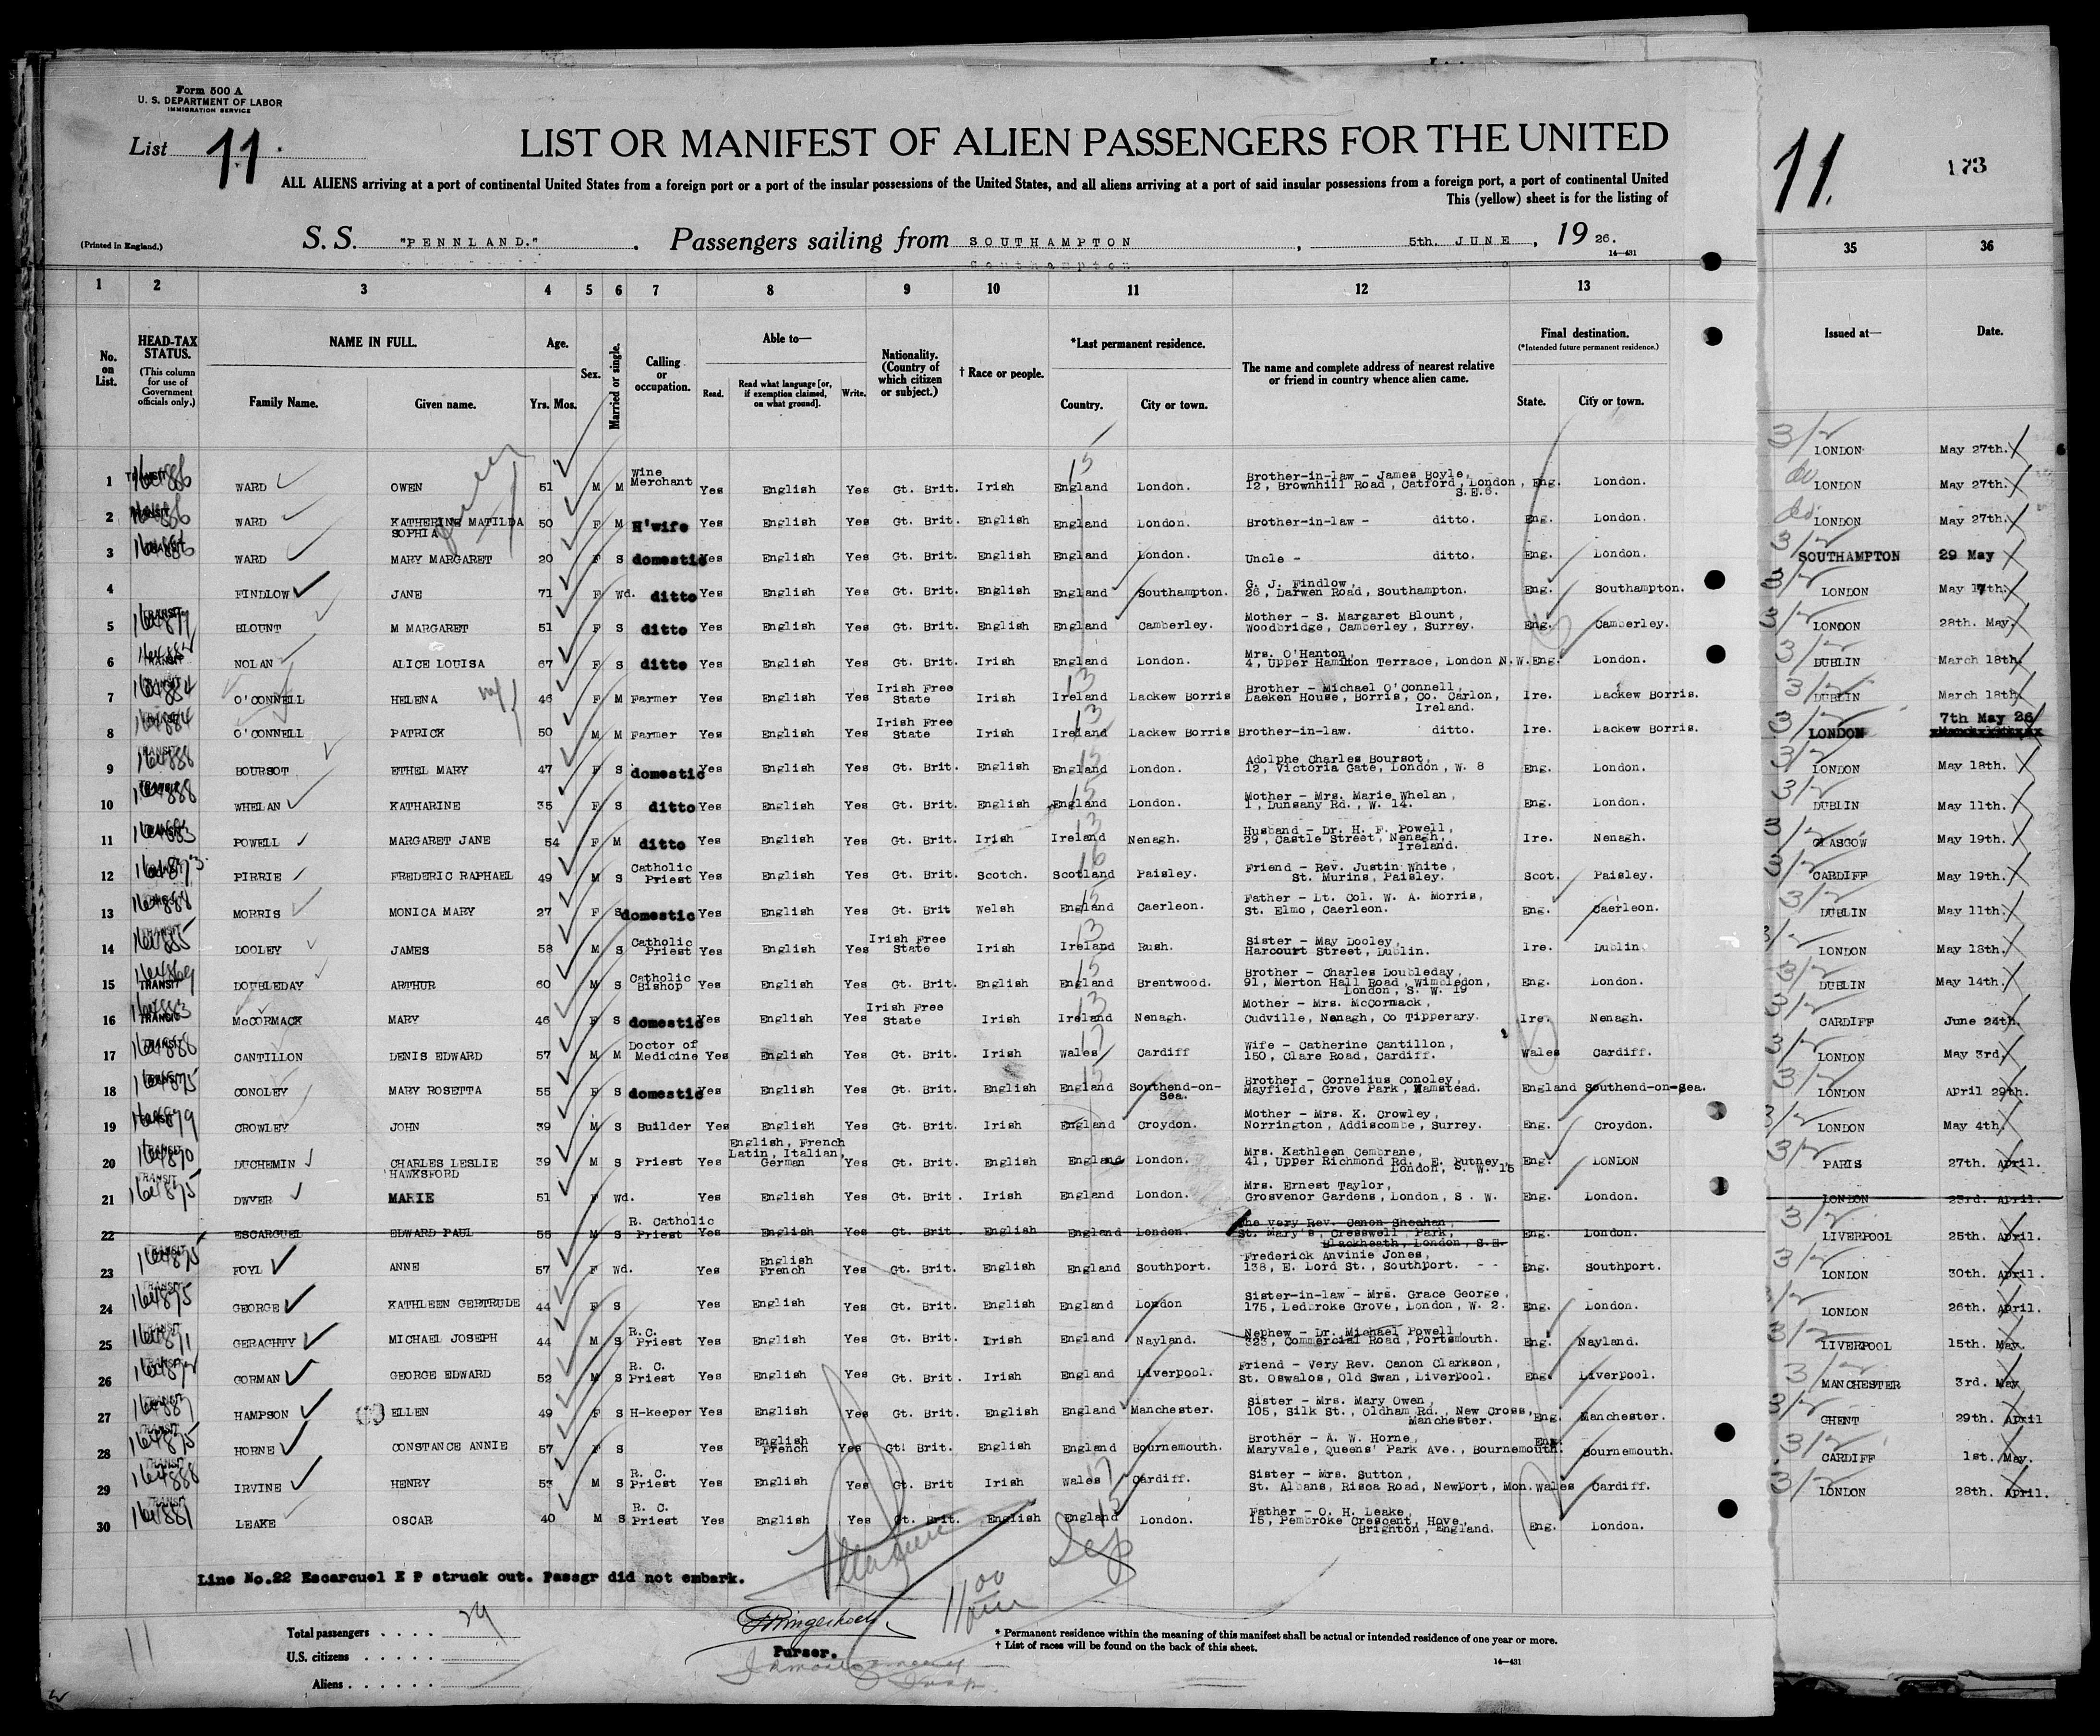 Form 500 A
U. S. DEPARTMENT OF LABOR
IMMIGRATION SERVICE
List 11.
LIST OR MANIFEST OF ALIEN PASSENGERS FOR THE UNITED
ALL ALIENS arriving at a port of continental United States from a foreign port or a port of the insular possessions of the United States, and all aliens arriving at a port of said insular possessions from a foreign port, a port of continental United
This (yellow) sheet is for the listing of
(Printed in England.)
S. S. "PENNLAND." . Passengers sailing from SOUTHAMPTON , 5th. JUNE , 19 26.
14—431
11. 173
1 2 3 4 5 6 7 8 9 10 11 12 13 35 36
No. on List.
HEAD-TAX STATUS.
(This column for use of Government officials only.)
NAME IN FULL.
Family Name. Given name.
Age.
Yrs. Mos.
Sex.
Married or single.
Calling or occupation.
Able to—
Read. Read what language [or, if exemption claimed, on what ground]. Write.
Nationality. (Country of which citizen or subject.)
† Race or people.
*Last permanent residence.
Country. City or town.
The name and complete address of nearest relative or friend in country whence alien came.
Final destination.
(*Intended future permanent residence.)
State. City or town.
Issued at— Date.
LONDON May 27th.
1 WARD OWEN 51 M M Wine Merchant Yes English Yes Gt. Brit. Irish England London. Brother-in-law - James Boyle, 12, Brownhill Road, Catford, London, S.E.6. Eng. London. LONDON May 27th.
2 WARD KATHERINE MATILDA SOPHIA 50 F M H'wife Yes English Yes Gt. Brit. English England London. Brother-in-law - ditto. Eng. London. LONDON May 27th.
3 WARD MARY MARGARET 20 F S domestic Yes English Yes Gt. Brit. English England London. Uncle - ditto. Eng. London. SOUTHAMPTON 29 May
4 FINDLOW JANE 71 F Wd. ditto Yes English Yes Gt. Brit. English England Southampton. G. J. Findlow, 26, Darwen Road, Southampton. Eng. Southampton. LONDON May 17th.
5 BLOUNT M MARGARET 51 F S ditto Yes English Yes Gt. Brit. English England Camberley. Mother - S. Margaret Blount, Woodbridge, Camberley, Surrey. Eng. Camberley. LONDON 28th. May.
6 NOLAN ALICE LOUISA 67 F S ditto Yes English Yes Gt. Brit. Irish England London. Mrs. O'Hanton, 4, Upper Hamilton Terrace, London N.W. Eng. London. DUBLIN March 18th.
7 O'CONNELL HELENA 46 F M Farmer Yes English Yes Irish Free State Irish Ireland Lackew Borris Brother - Michael O'Connell, Laeken House, Borris, Co. Carlon, Ireland. Ire. Lackew Borris. DUBLIN March 18th.
8 O'CONNELL PATRICK 50 M M Farmer Yes English Yes Irish Free State Irish Ireland Lackew Borris Brother-in-law. ditto. Ire. Lackew Borris. LONDON 7th May 26
9 BOURSOT ETHEL MARY 47 F S domestic Yes English Yes Gt. Brit. English England London. Adolphe Charles Boursot, 12, Victoria Gate, London, W. 8 Eng. London. LONDON May 18th.
10 WHELAN KATHARINE 35 F S ditto Yes English Yes Gt. Brit. English England London. Mother - Mrs. Marie Whelan, 1, Dunsany Rd., W. 14. Eng. London. DUBLIN May 11th.
11 POWELL MARGARET JANE 54 F M ditto Yes English Yes Gt. Brit. Irish Ireland Nenagh. Husband - Dr. H. F. Powell, 29, Castle Street, Nenagh, Ireland. Ire. Nenagh. GLASGOW May 19th.
12 PIRRIE FREDERIC RAPHAEL 49 M S Catholic Priest Yes English Yes Gt. Brit. Scotch. Scotland Paisley. Friend - Rev. Justin White, St. Murins, Paisley. Scot. Paisley. CARDIFF May 19th.
13 MORRIS MONICA MARY 27 F S domestic Yes English Yes Gt. Brit Welsh England Caerleon. Father - Lt. Col. W. A. Morris, St. Elmo, Caerleon. Eng. Caerleon. DUBLIN May 11th.
14 DOOLEY JAMES 58 M S Catholic Priest Yes English Yes Irish Free State Irish Ireland Rush. Sister - May Dooley, Harcourt Street, Dublin. Ire. Dublin LONDON May 18th.
15 DOUBLEDAY ARTHUR 60 M S Catholic Bishop Yes English Yes Gt. Brit. English England Brentwood. Brother - Charles Doubleday, 91, Merton Hall Road, Wimbledon, London, S. W. 19 Eng. London. DUBLIN May 14th.
16 McCORMACK MARY 46 F S domestic Yes English Yes Irish Free State Irish Ireland Nenagh. Mother - Mrs. McCormack, Cudville, Nenagh, Co Tipperary. Ire. Nenagh. CARDIFF June 24th.
17 CANTILLON DENIS EDWARD 57 M M Doctor of Medicine Yes English Yes Gt. Brit. Irish Wales Cardiff Wife - Catherine Cantillon, 150, Clare Road, Cardiff. Wales Cardiff. LONDON May 3rd.
18 CONOLEY MARY ROSETTA 55 F S domestic Yes English Yes Gt. Brit. English England Southend-on-Sea. Brother - Cornelius Conoley, Mayfield, Grove Park, Wamstead. England Southend-on-Sea. LONDON April 29th.
19 CROWLEY JOHN 39 M S Builder Yes English Yes Gt. Brit. Irish England Croydon. Mother - Mrs. K. Crowley, Norrington, Addiscombe, Surrey. Eng. Croydon. LONDON May 4th.
20 DUCHEMIN CHARLES LESLIE HAWKSFORD 39 M S Priest Yes English, French Latin, Italian, German Yes Gt. Brit. English England London. Mrs. Kathleen Cembrane, 41, Upper Richmond Rd. E. Putney London, S. W. 15 Eng. LONDON PARIS 27th. April.
21 DWYER MARIE 51 F Wd. Yes English Yes Gt. Brit. Irish England London. Mrs. Ernest Taylor, Grosvenor Gardens, London, S. W. Eng. London. LONDON 23rd. April.
22 ESCARGUEL EDWARD PAUL 55 M S R. Catholic Priest Yes English Yes Gt. Brit English England London. The Very Rev. Canon Sheahan, St. Mary's, Cresswell Park, Blackheath, London, S.E. Eng. London. LIVERPOOL 25th. April.
23 FOYL ANNE 57 F Wd. Yes English French Yes Gt. Brit. English England Southport. Frederick Anvinie Jones, 138, E. Lord St., Southport. - - Eng. Southport. LONDON 30th. April.
24 GEORGE KATHLEEN GERTRUDE 44 F S Yes English Yes Gt. Brit. English England London Sister-in-law - Mrs. Grace George, 175, Ledbroke Grove, London, W. 2. Eng. London. LONDON 26th. April.
25 GERAGHTY MICHAEL JOSEPH 44 M S R.C. Priest Yes English Yes Gt. Brit. Irish England Nayland. Nephew - Dr. Michael Powell, 323, Commercial Road, Portsmouth. Eng. Nayland. LIVERPOOL 15th. May.
26 GORMAN GEORGE EDWARD 52 M S R. C. Priest Yes English Yes Gt. Brit. Irish England Liverpool. Friend - Very Rev. Canon Clarkson, St. Oswalos, Old Swan, Liverpool. Eng. Liverpool. MANCHESTER 3rd. May
27 HAMPSON ELLEN 49 F S H-keeper Yes English Yes Gt. Brit. English England Manchester. Sister - Mrs. Mary Owen, 105, Silk St., Oldham Rd., New Cross, Manchester. Eng. Manchester. GHENT 29th. April
28 HORNE CONSTANCE ANNIE 57 F S Yes English French Yes Gt. Brit. English England Bournemouth. Brother - A. W. Horne, Maryvale, Queens' Park Ave., Bournemouth. Eng. Bournemouth. CARDIFF 1st. May.
29 IRVINE HENRY 53 M S R. C. Priest Yes English Yes Gt. Brit Irish Wales Cardiff. Sister - Mrs. Sutton, St. Albans, Risca Road, Newport, Mon. Wales Cardiff. LONDON 28th. April.
30 LEAKE OSCAR 40 M S R. C. Priest Yes English Yes Gt. Brit. English England London. Father - O. H. Leake, 15, Pembroke Crescent, Hove, Brighton, England. Eng. London.
Line No.22 Escarguel E P struck out. Passgr did not embark.
Total passengers . . . . 29
U.S. citizens . . . . .
Aliens . . . . . .
11
Purser.
* Permanent residence within the meaning of this manifest shall be actual or intended residence of one year or more.
† List of races will be found on the back of this sheet.
14—431